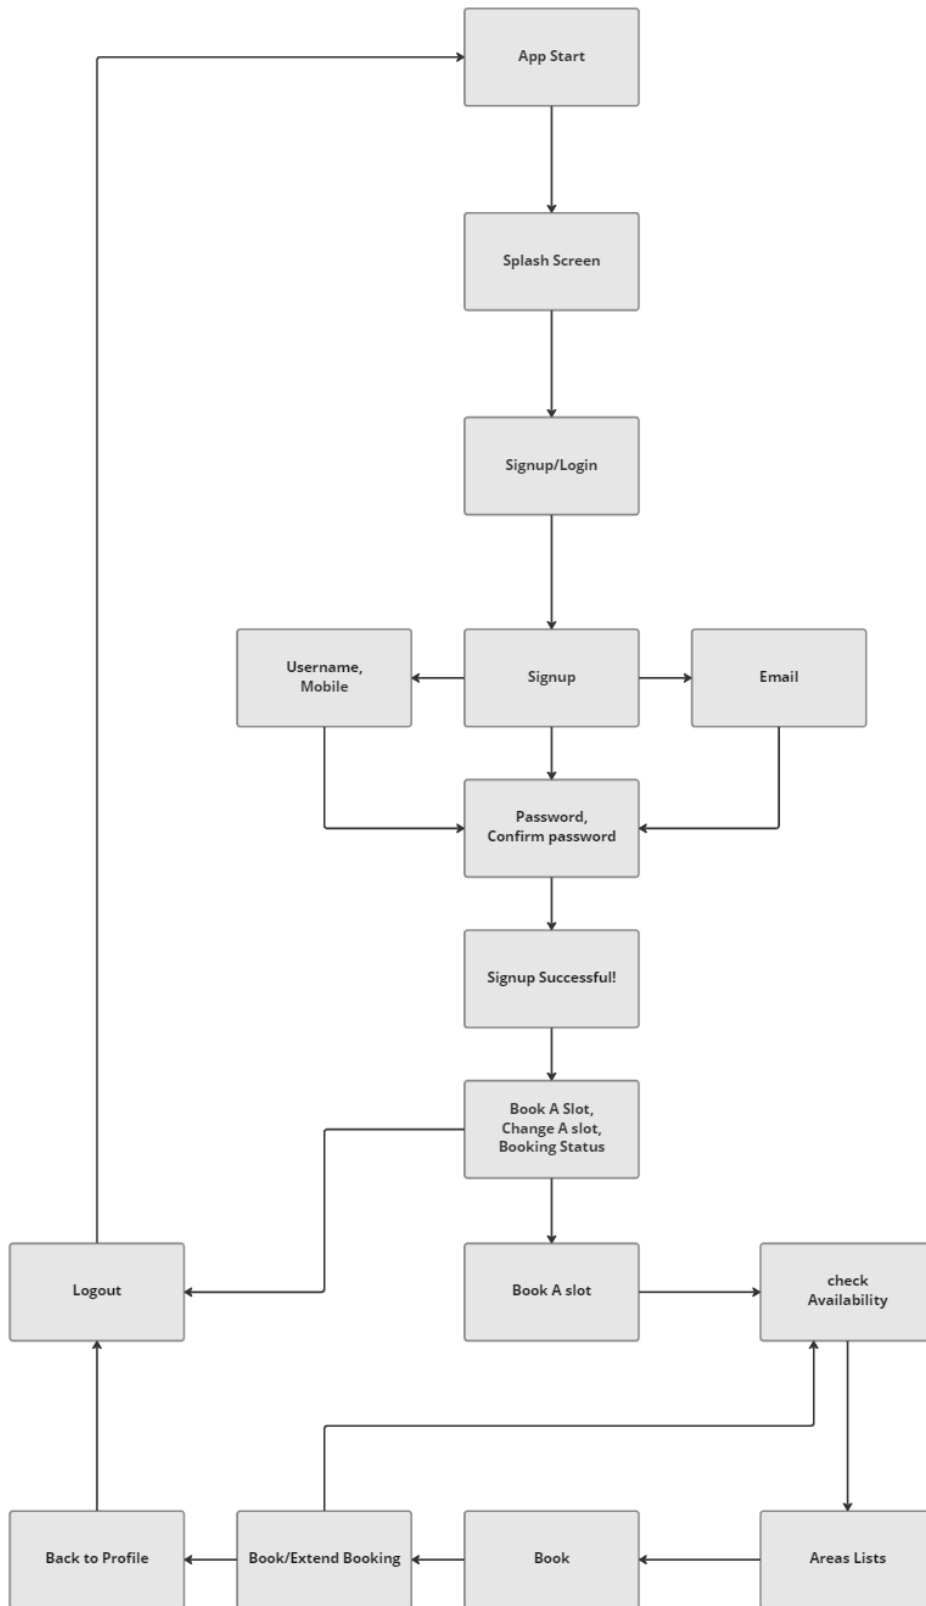 App Start
Splash Screen
Signup/Login
Username,
Mobile
Signup
Email
Password,
Confirm password
Signup Successful!
Book A Slot,
Change A slot,
Booking Status
Logout
Book A slot
check
Availability
Back to Profile
Book/Extend Booking
Book
Areas Lists